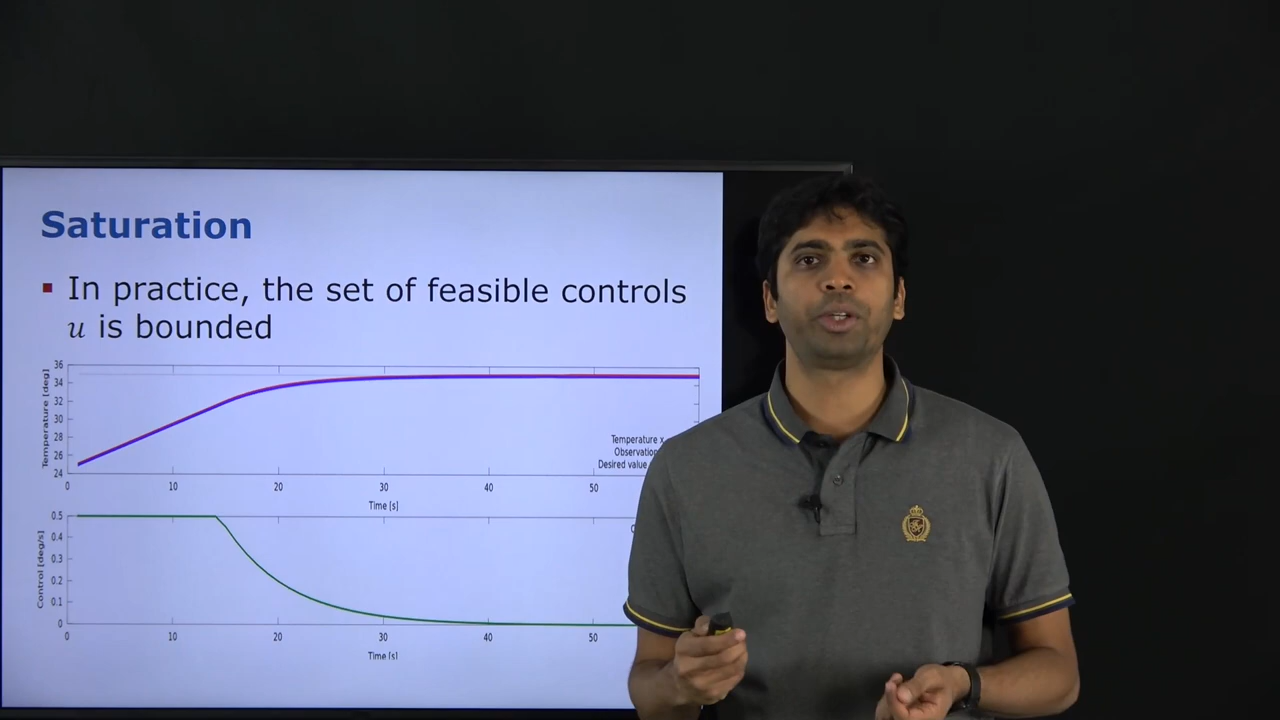 Saturation
In practice, the set of feasible controls
u is bounded
36
34
32
30
28
26
24
Temperature [deg]
Temperature x
Observation
Desired value
0 10 20 30 40 50
Time [s]
0.5
0.4
0.3
0.2
0.1
0
Control [deg/s]
0 10 20 30 40 50
Time [s]